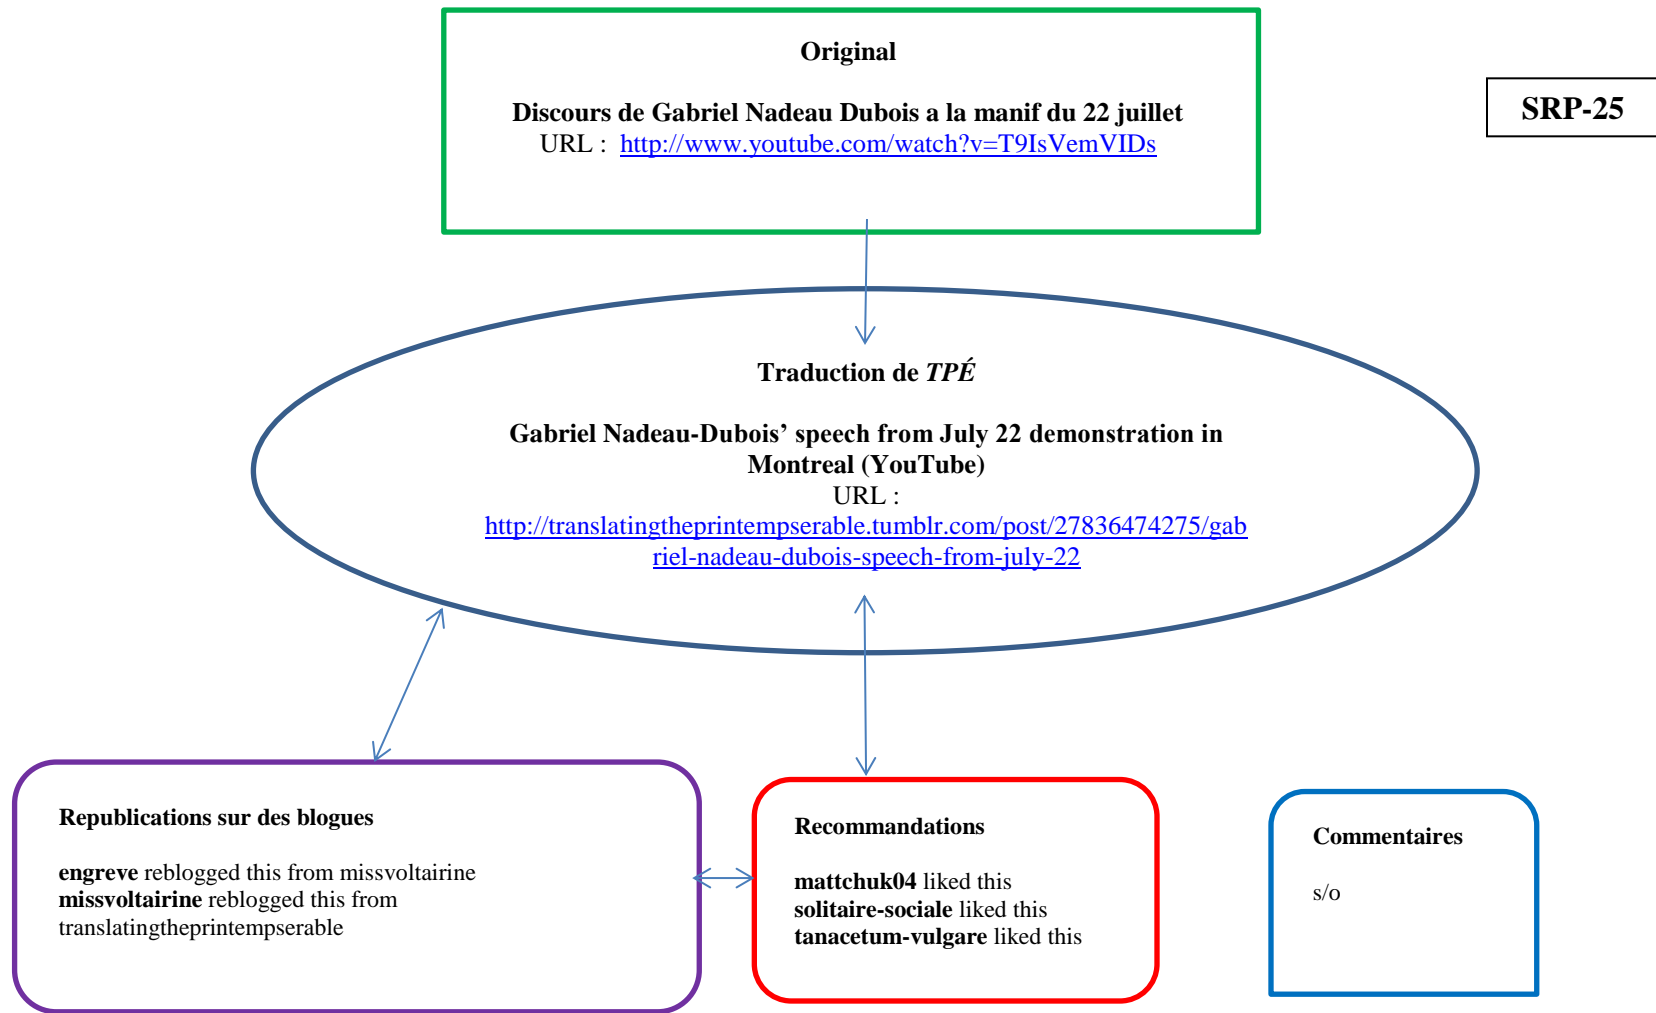 Original
Discours de Gabriel Nadeau Dubois a la manif du 22 juillet
URL : http://www.youtube.com/watch?v=T9IsVemVIDs
SRP-25
Traduction de TPÉ
Gabriel Nadeau-Dubois’ speech from July 22 demonstration in
Montreal (YouTube)
URL :
http://translatingtheprintempserable.tumblr.com/post/27836474275/gab
riel-nadeau-dubois-speech-from-july-22
Republications sur des blogues
engreve reblogged this from missvoltairine
missvoltairine reblogged this from
translatingtheprintempserable
Recommandations
mattchuk04 liked this
solitaire-sociale liked this
tanacetum-vulgare liked this
Commentaires
s/o